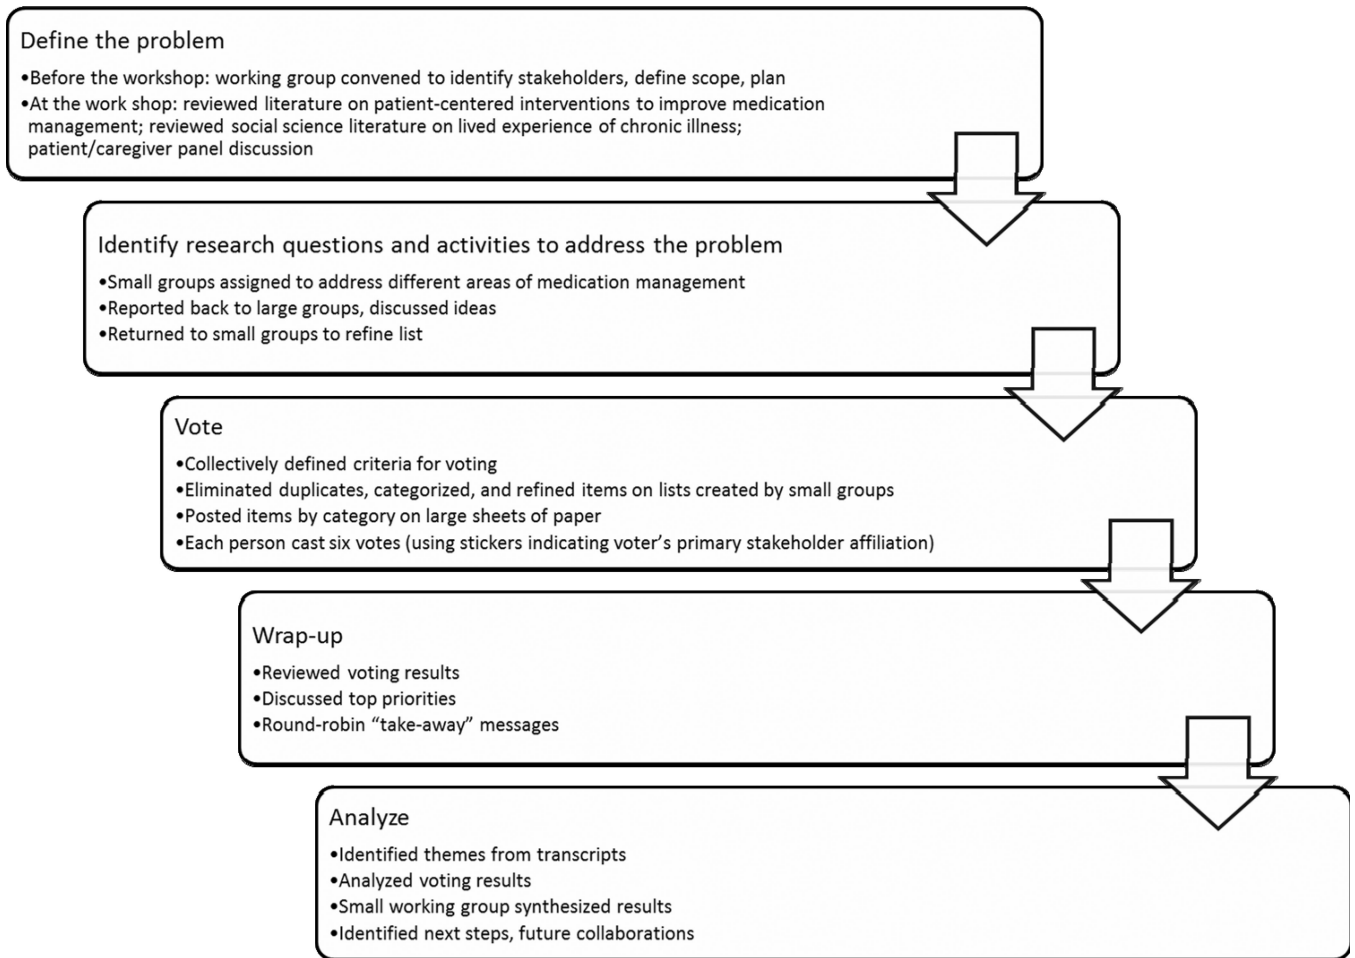 Define the problem
•Before the workshop: working group convened to identify stakeholders, define scope, plan
•At the work shop: reviewed literature on patient-centered interventions to improve medication
management; reviewed social science literature on lived experience of chronic illness;
patient/caregiver panel discussion
Identify research questions and activities to address the problem
•Small groups assigned to address different areas of medication management
•Reported back to large groups, discussed ideas
•Returned to small groups to refine list
Vote
•Collectively defined criteria for voting
•Eliminated duplicates, categorized, and refined items on lists created by small groups
•Posted items by category on large sheets of paper
•Each person cast six votes (using stickers indicating voter’s primary stakeholder affiliation)
Wrap-up
•Reviewed voting results
•Discussed top priorities
•Round-robin “take-away” messages
Analyze
•Identified themes from transcripts
•Analyzed voting results
•Small working group synthesized results
•Identified next steps, future collaborations